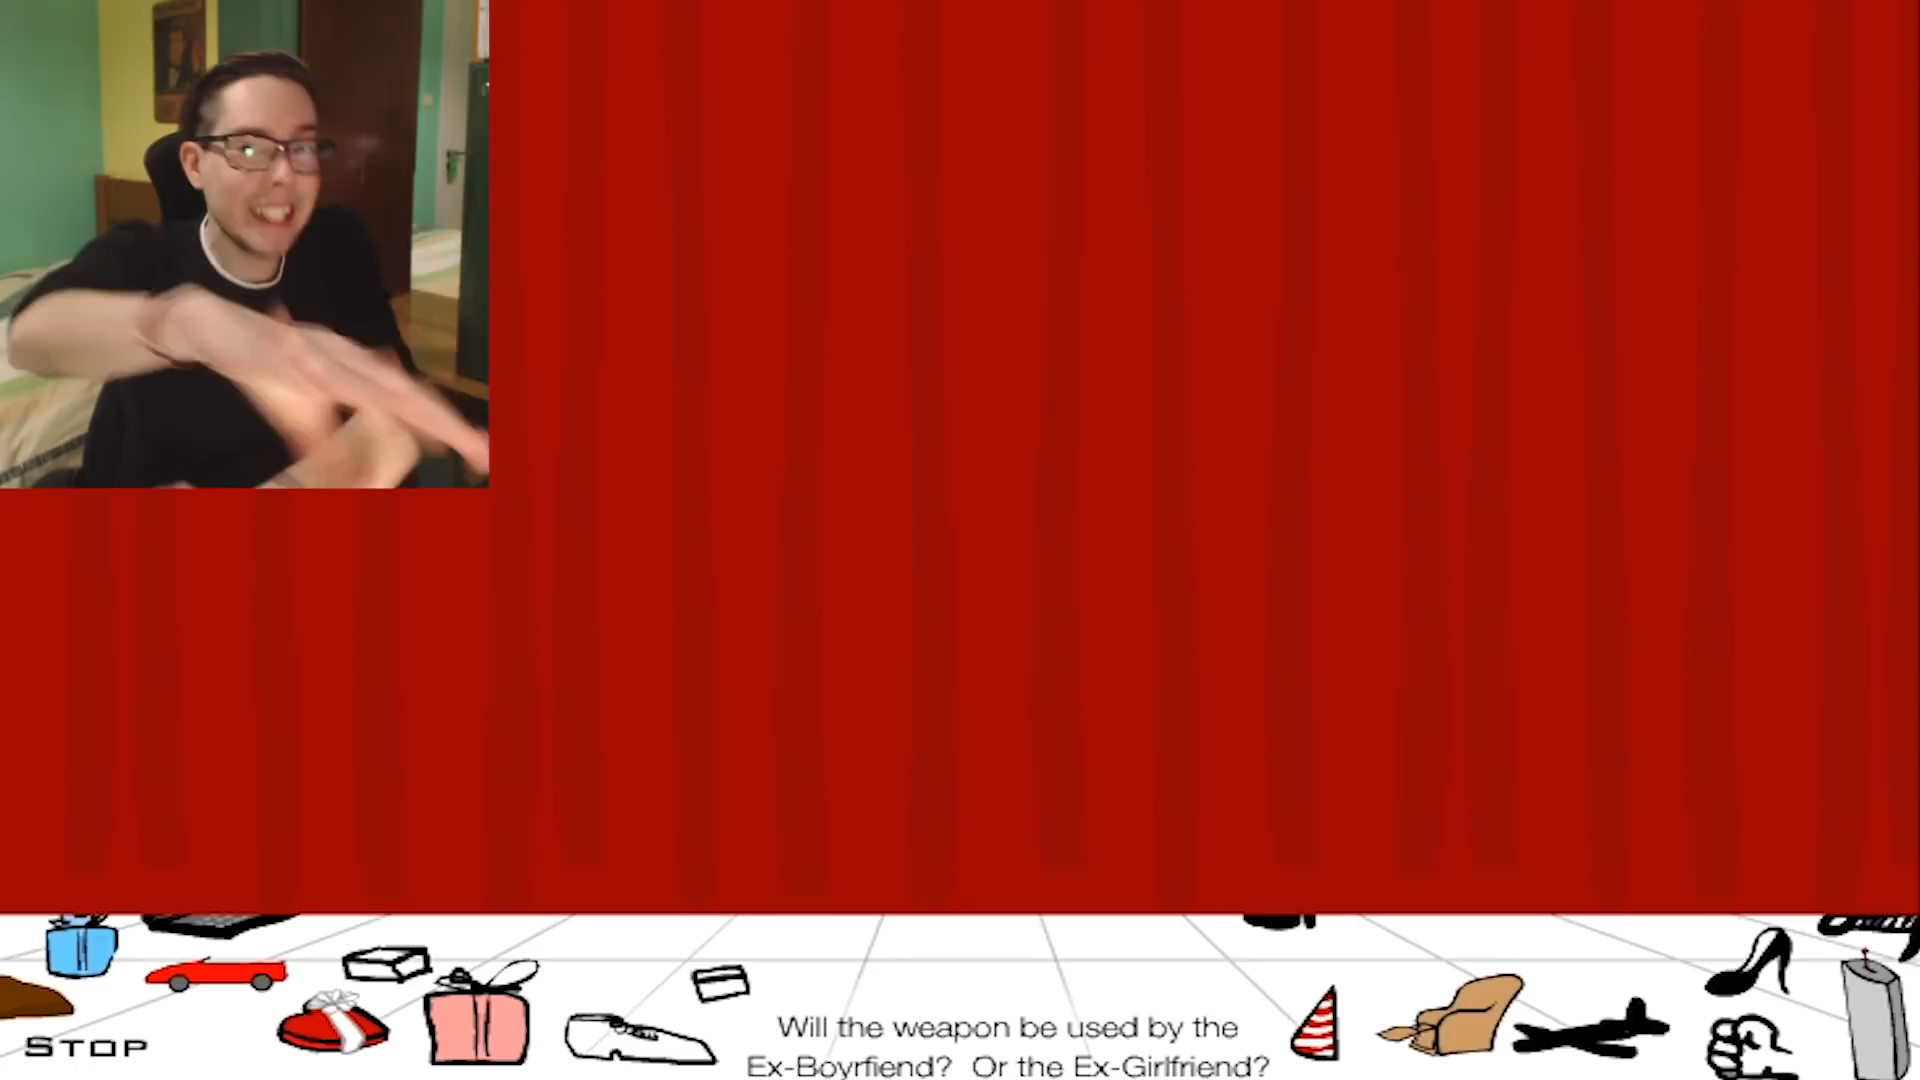 STOP
Will the weapon be used by the
Ex-Boyrfiend? Or the Ex-Girlfriend?